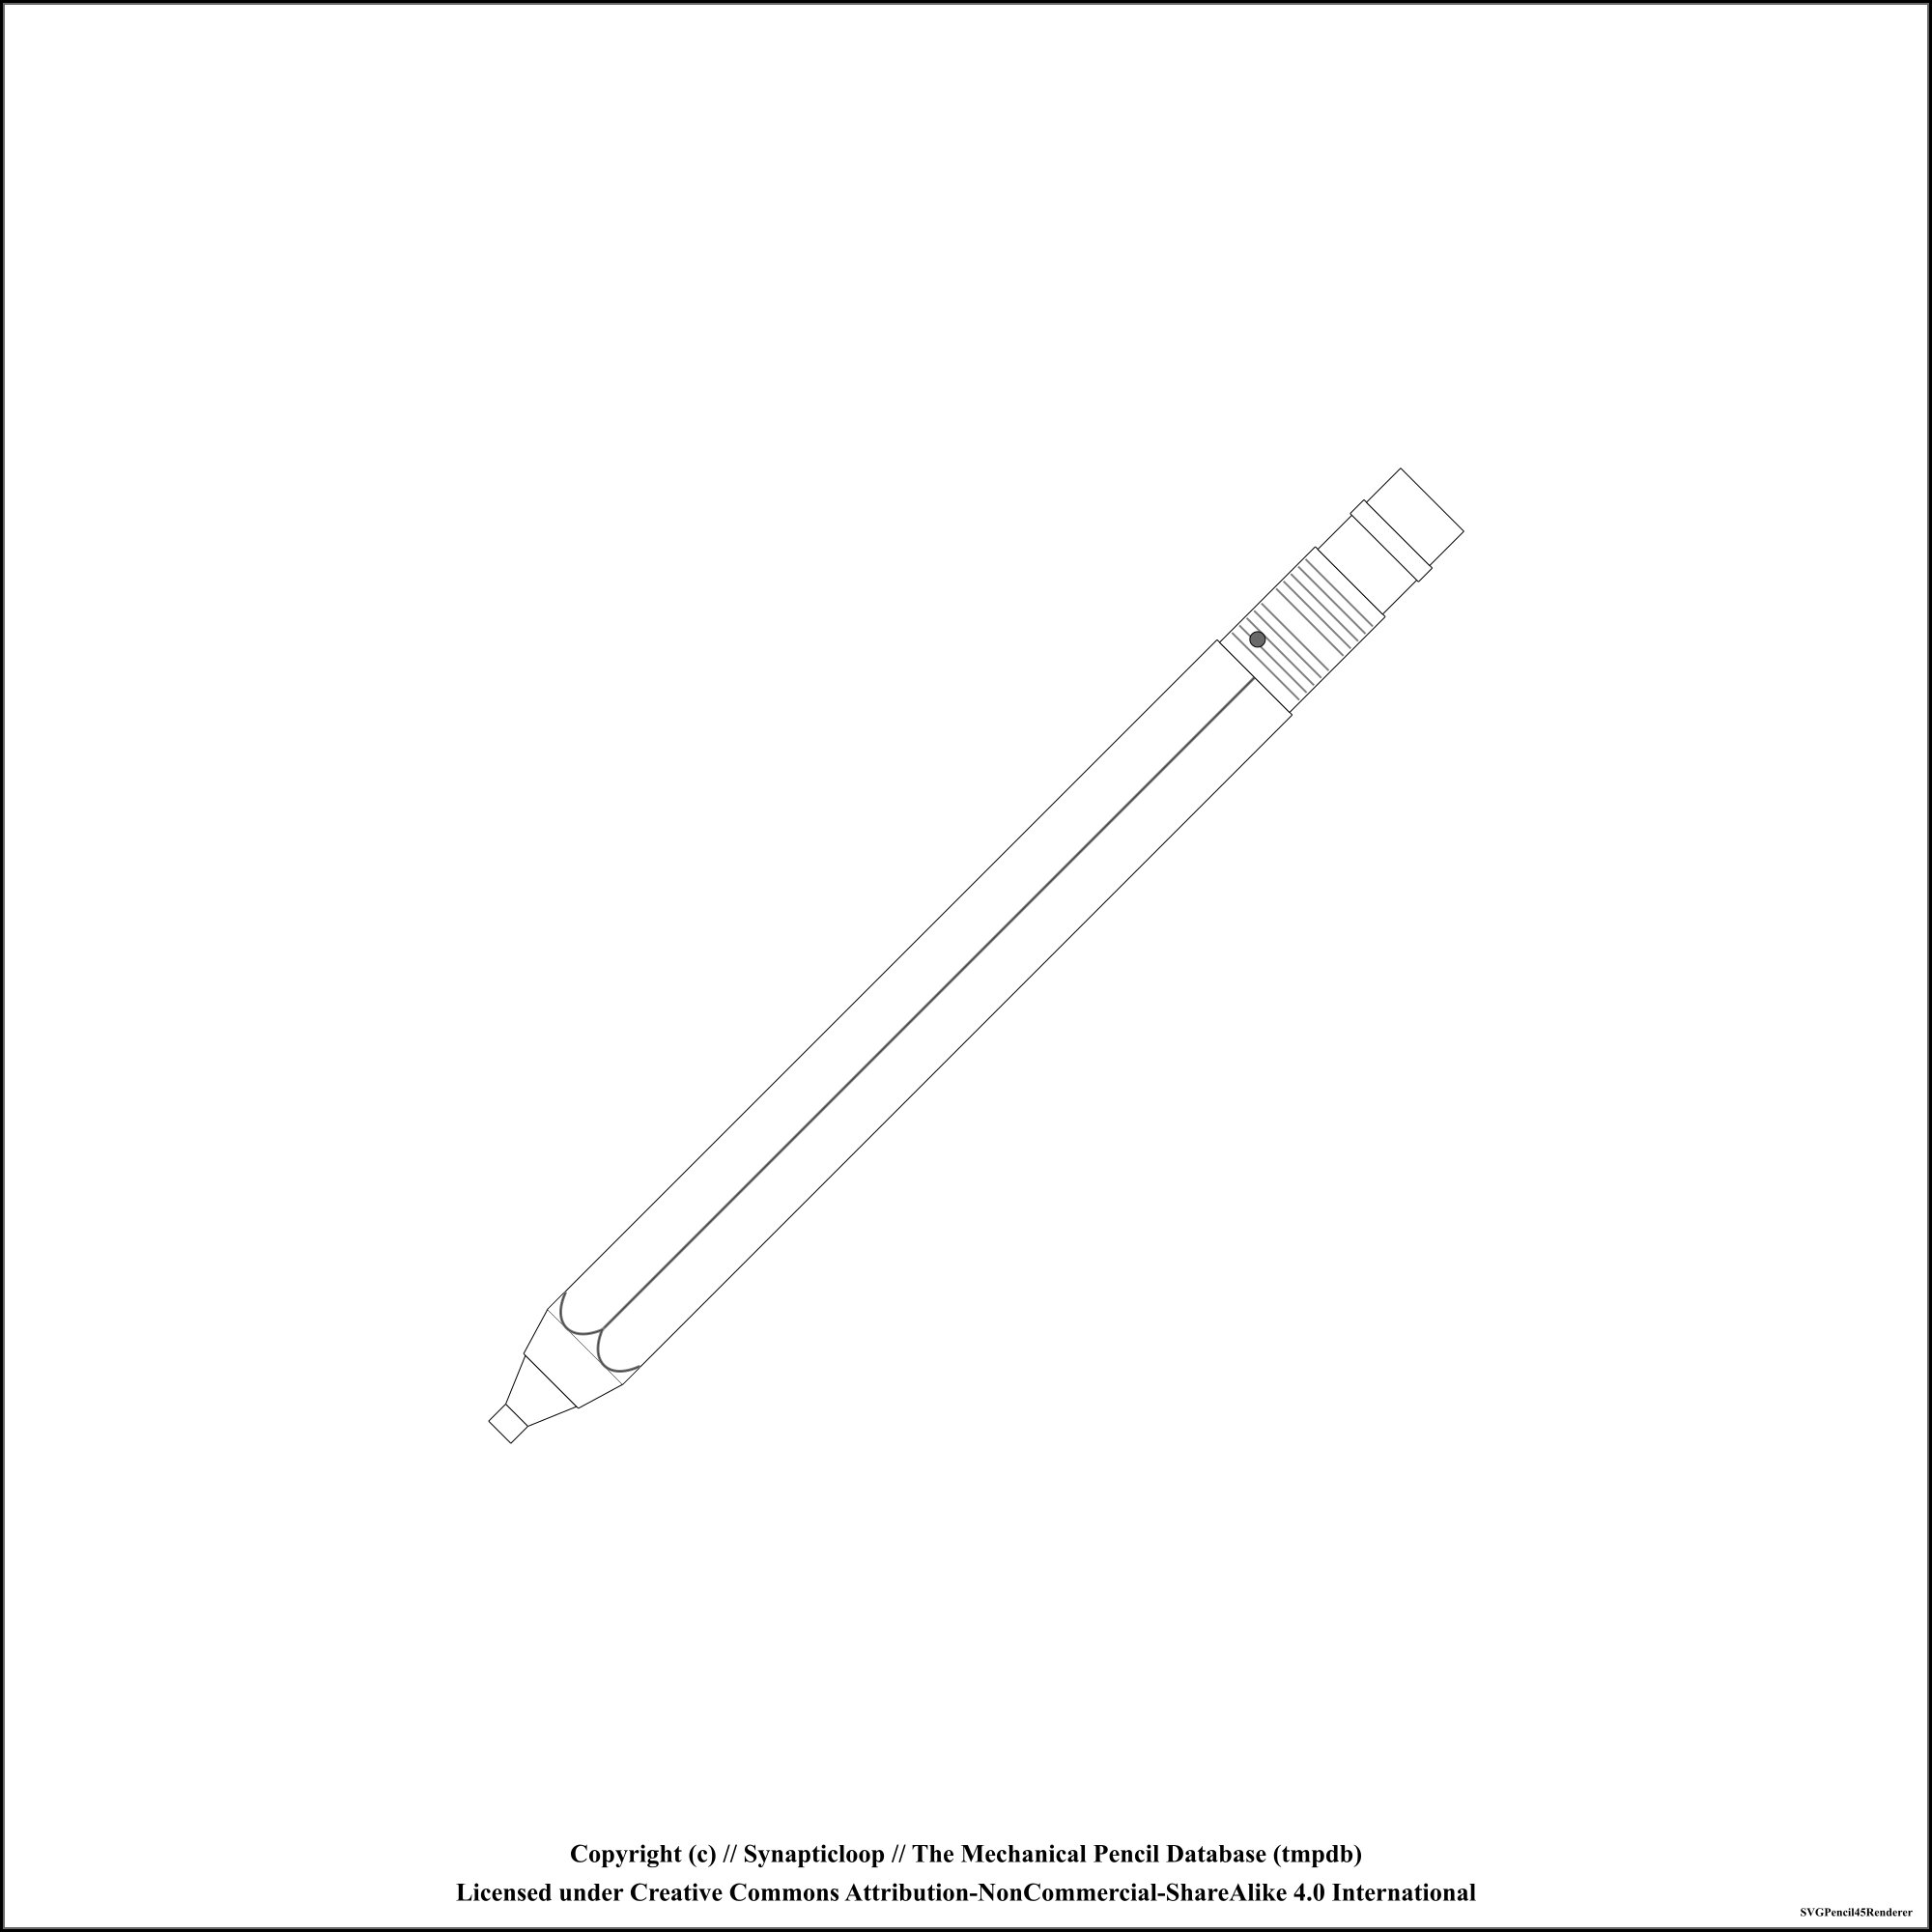 Copyright (c) // Synapticloop // The Mechanical Pencil Database (tmpdb)
Licensed under Creative Commons Attribution-NonCommercial-ShareAlike 4.0 International
SVGPencil45Renderer